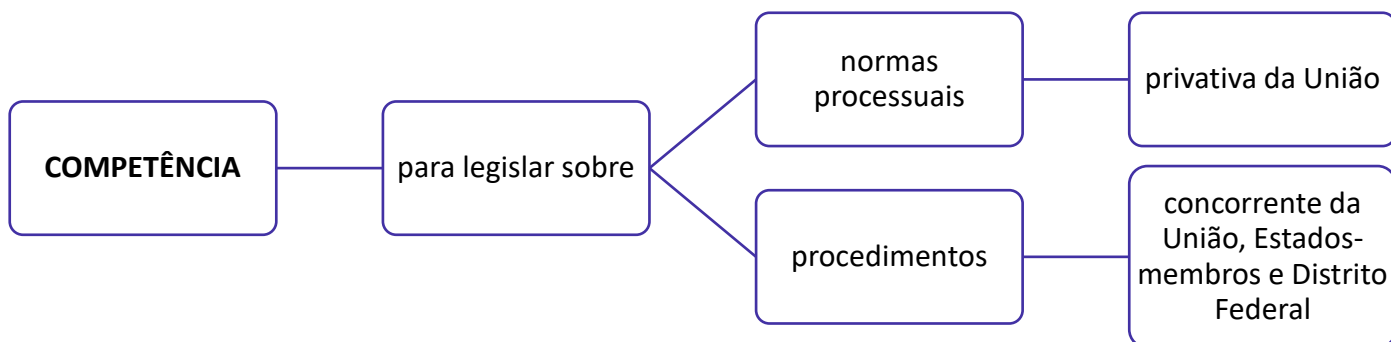 COMPETÊNCIA
para legislar sobre
normas
processuais
privativa da União
procedimentos
concorrente da
União, Estados-
membros e Distrito
Federal